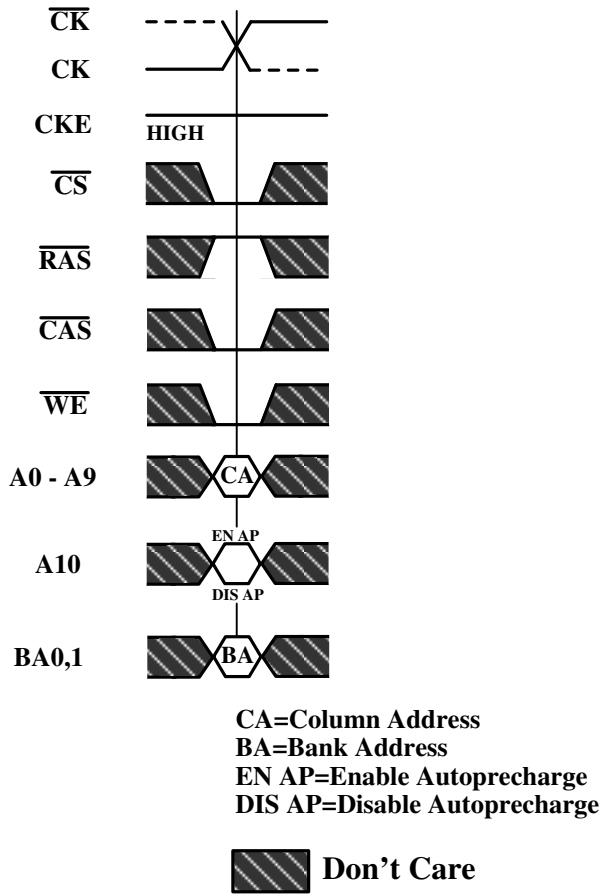 CK
CK
CKE
HIGH
CS
RAS
CAS
WE
A0 - A9
CA
EN AP
A10
DIS AP
BA0,1
BA
CA=Column Address
BA=Bank Address
EN AP=Enable Autoprecharge
DIS AP=Disable Autoprecharge
Don't Care